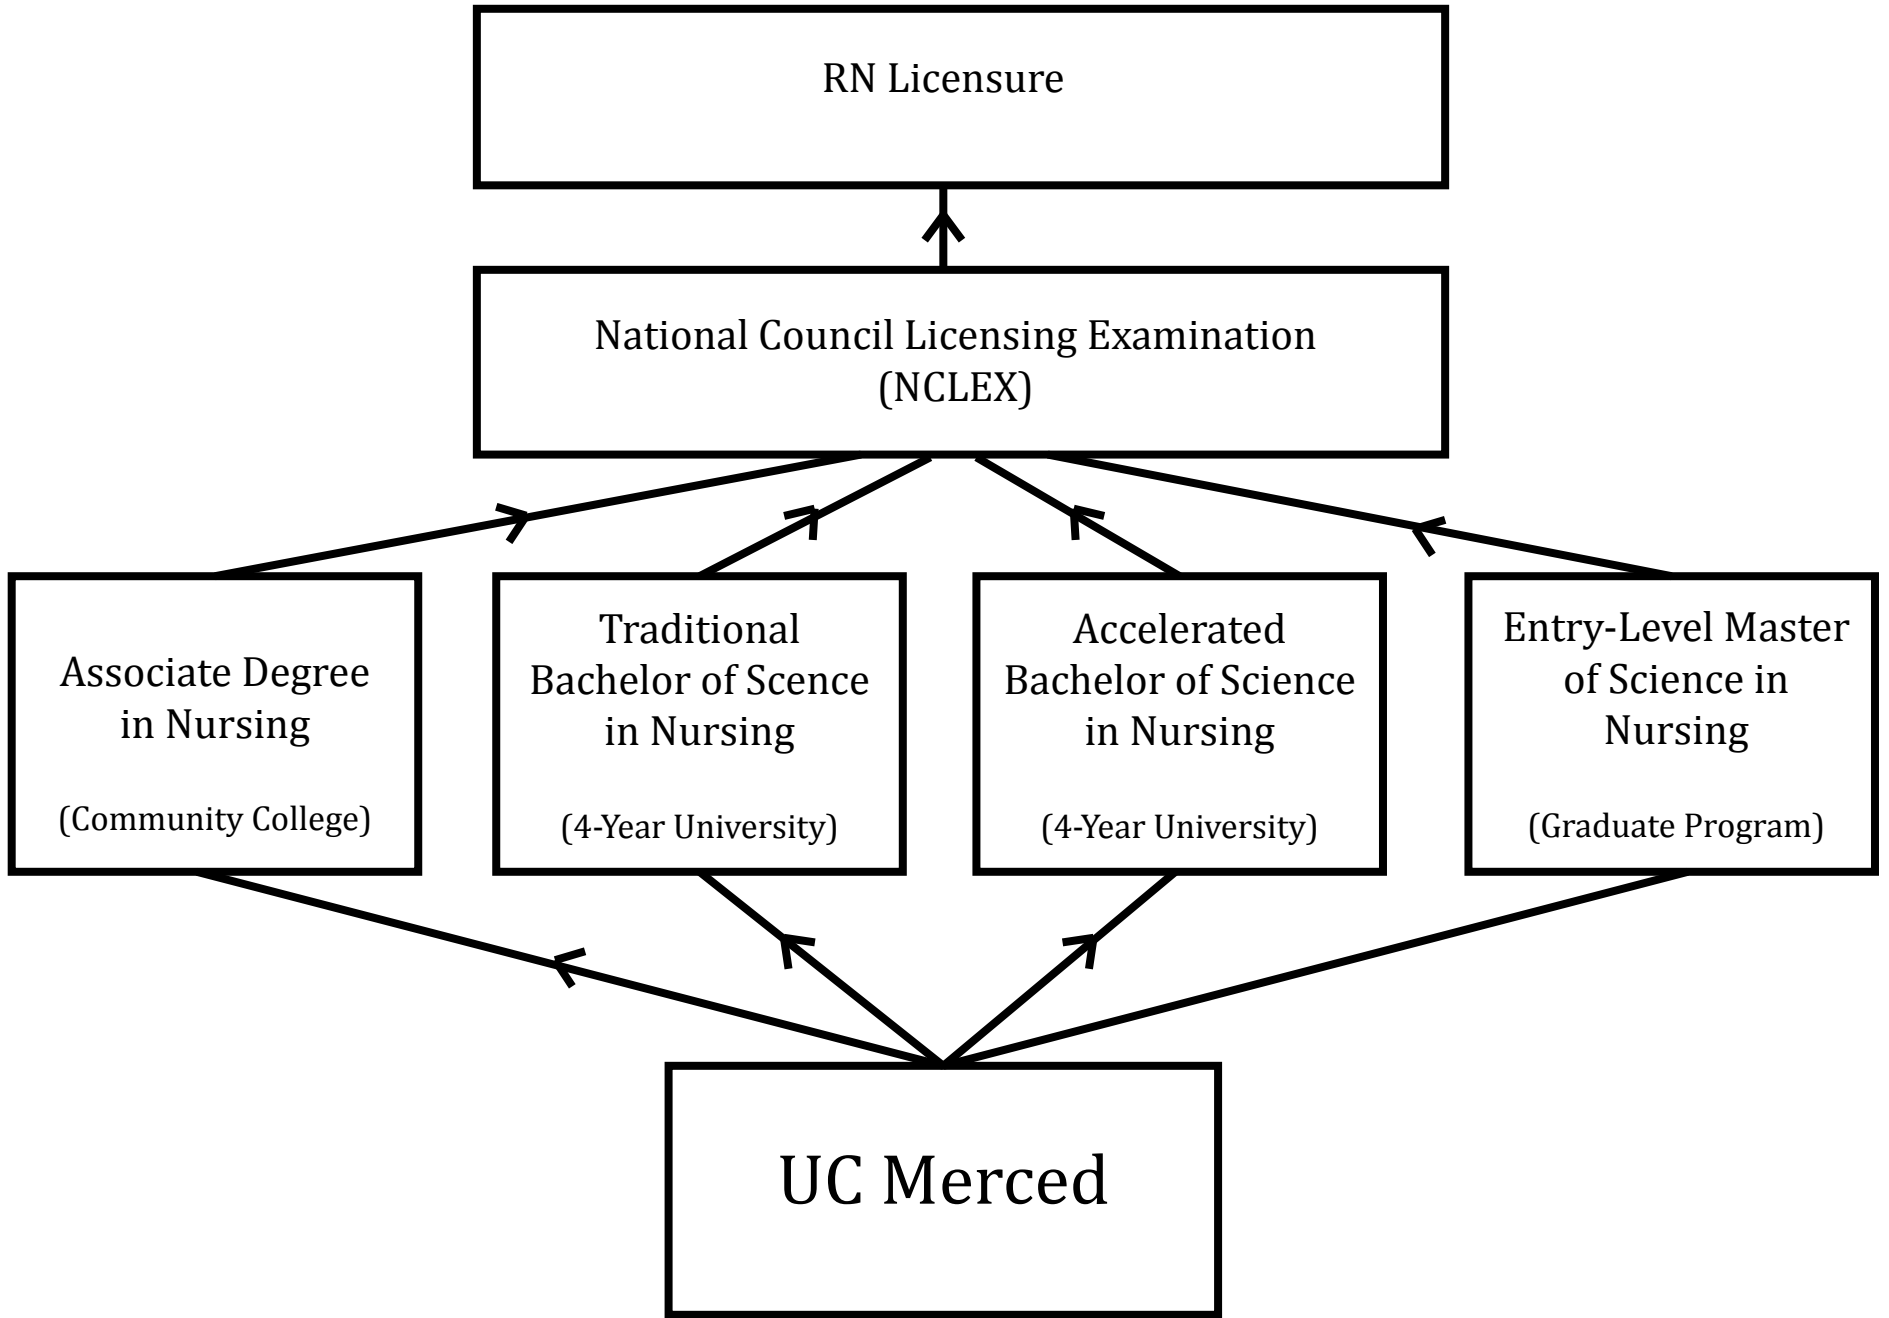 RN Licensure
National Council Licensing Examination
(NCLEX)
Associate Degree
in Nursing
(Community College)
Traditional
Bachelor of Scence
in Nursing
(4-Year University)
Accelerated
Bachelor of Science
in Nursing
(4-Year University)
Entry-Level Master
of Science in
Nursing
(Graduate Program)
UC Merced